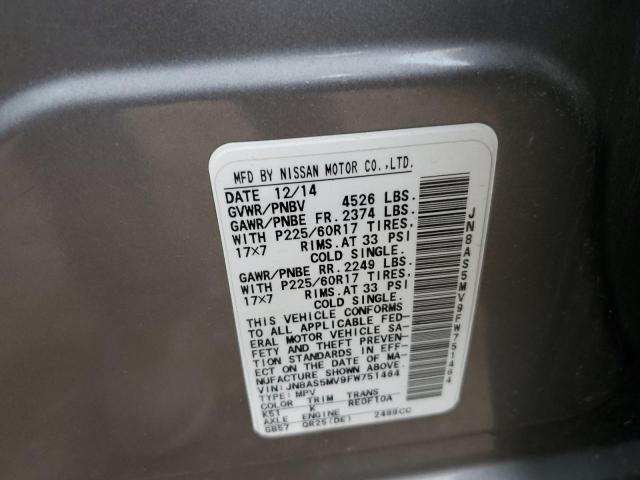 MFD BY NISSAN MOTOR CO.,LTD.
DATE 12/14
GVWR/PNBV 4526 LBS.
GAWR/PNBE FR. 2374 LBS.
WITH P225/60R17 TIRES,
17x7 RIMS.AT 33 PSI
COLD SINGLE.
GAWR/PNBE RR. 2249 LBS.
WITH P225/60R17 TIRES,
17x7 RIMS.AT 33 PSI
COLD SINGLE.
THIS VEHICLE CONFORMS
TO ALL APPLICABLE FED-
ERAL MOTOR VEHICLE SA-
FETY AND THEFT PREVEN-
TION STANDARDS IN EFF-
ECT ON THE DATE OF MA-
NUFACTURE SHOWN ABOVE.
VIN: JN8AS5MV9FW751464
TYPE: MPV
COLOR TRIM TRANS
K51 K RE0F10A
AXLE ENGINE
GB57 QR25(DE) 2488CC
JN8AS5MV9FW751464